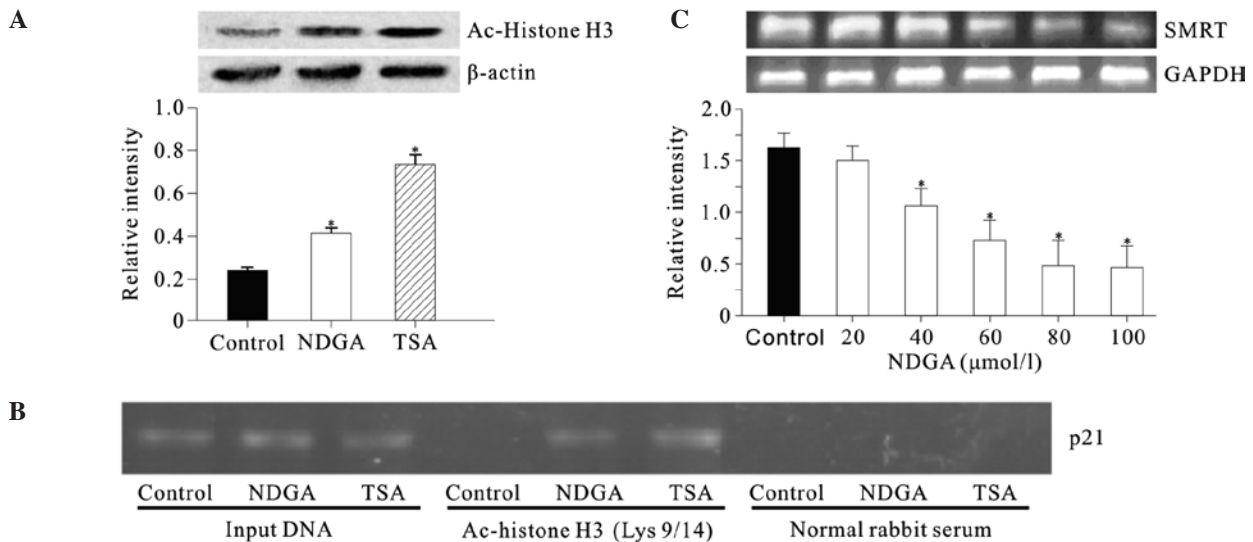 A
Ac-Histone H3
β-actin
Relative intensity
1.0
0.8
0.6
0.4
0.2
0
*
*
Control NDGA TSA
C
SMRT
GAPDH
Relative intensity
2.0
1.5
1.0
0.5
0
*
*
*
*
Control 20 40 60 80 100
NDGA (μmol/l)
B
p21
Control NDGA TSA Control NDGA TSA Control NDGA TSA
Input DNA Ac-histone H3 (Lys 9/14) Normal rabbit serum